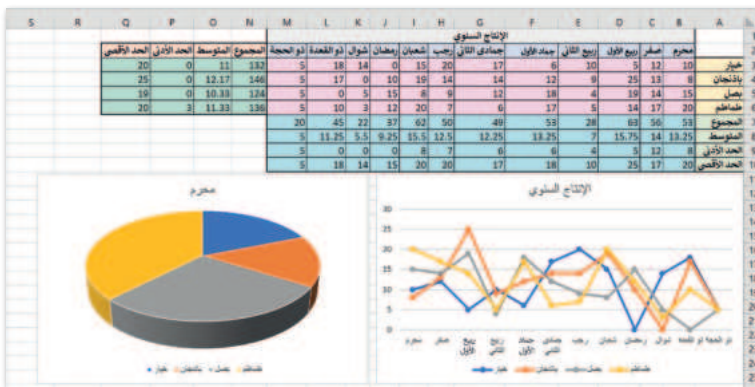 A B C D E F G H I J K L M N O P Q R S
الإنتاج السنوي
محرم صفر ربيع الأول ربيع الثاني جماد الأول جمادى الثاني رجب شعبان رمضان شوال ذو القعدة ذو الحجة المجموع المتوسط الحد الأدنى الحد الأقصى
خيار 10 12 5 10 6 17 20 15 0 14 18 5 132 11 0 20
باذنجان 8 13 25 9 12 14 14 19 10 0 17 5 146 12.17 0 25
بصل 15 14 19 4 18 12 9 8 15 5 0 5 124 10.33 0 19
طماطم 20 17 14 5 17 6 7 20 12 3 10 5 136 11.33 3 20
المجموع 53 56 63 28 53 49 50 62 37 22 45 20
المتوسط 13.25 14 15.75 7 13.25 12.25 12.5 15.5 9.25 5.5 11.25 5
الحد الأدنى 8 12 5 4 6 6 7 8 0 0 0 5
الحد الأقصى 20 17 25 10 18 17 20 20 15 14 18 5
الإنتاج السنوي
30
25
20
15
10
5
0
محرم صفر ربيع الأول ربيع الثاني جماد الأول جمادى الثاني رجب شعبان رمضان شوال ذو القعدة ذو الحجة
خيار باذنجان بصل طماطم
محرم
خيار باذنجان بصل طماطم